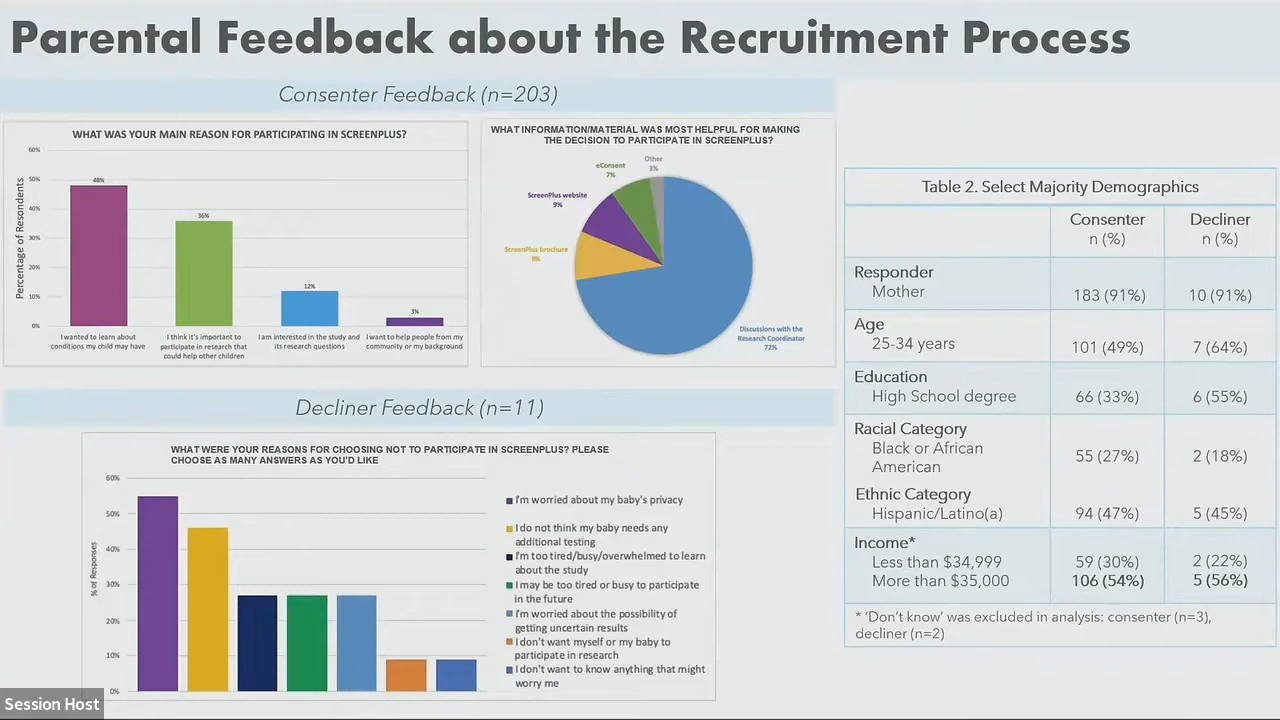 Parental Feedback about the Recruitment Process
Consenter Feedback (n=203)
WHAT WAS YOUR MAIN REASON FOR PARTICIPATING IN SCREENPLUS?
Percentage of Respondents
60%
50%
40%
30%
20%
10%
0%
48%
36%
12%
3%
I wanted to learn about
conditions my child may have
I think it's important to
participate in research that
could help other children
I am interested in the study and
its research questions
I want to help people from my
community or my background
WHAT INFORMATION/MATERIAL WAS MOST HELPFUL FOR MAKING
THE DECISION TO PARTICIPATE IN SCREENPLUS?
Other
3%
eConsent
7%
ScreenPlus website
9%
ScreenPlus brochure
9%
Discussions with the
Research Coordinator
72%
Decliner Feedback (n=11)
WHAT WERE YOUR REASONS FOR CHOOSING NOT TO PARTICIPATE IN SCREENPLUS? PLEASE
CHOOSE AS MANY ANSWERS AS YOU'D LIKE
% of Responses
60%
50%
40%
30%
20%
10%
0%
I'm worried about my baby's privacy
I do not think my baby needs any
additional testing
I'm too tired/busy/overwhelmed to learn
about the study
I may be too tired or busy to participate
in the future
I'm worried about the possibility of
getting uncertain results
I don't want myself or my baby to
participate in research
I don't want to know anything that might
worry me
Table 2. Select Majority Demographics
Consenter Decliner
n (%) n (%)
Responder
Mother 183 (91%) 10 (91%)
Age
25-34 years 101 (49%) 7 (64%)
Education
High School degree 66 (33%) 6 (55%)
Racial Category
Black or African
American 55 (27%) 2 (18%)
Ethnic Category
Hispanic/Latino(a) 94 (47%) 5 (45%)
Income*
Less than $34,999 59 (30%) 2 (22%)
More than $35,000 106 (54%) 5 (56%)
* 'Don't know' was excluded in analysis: consenter (n=3),
decliner (n=2)
Session Host